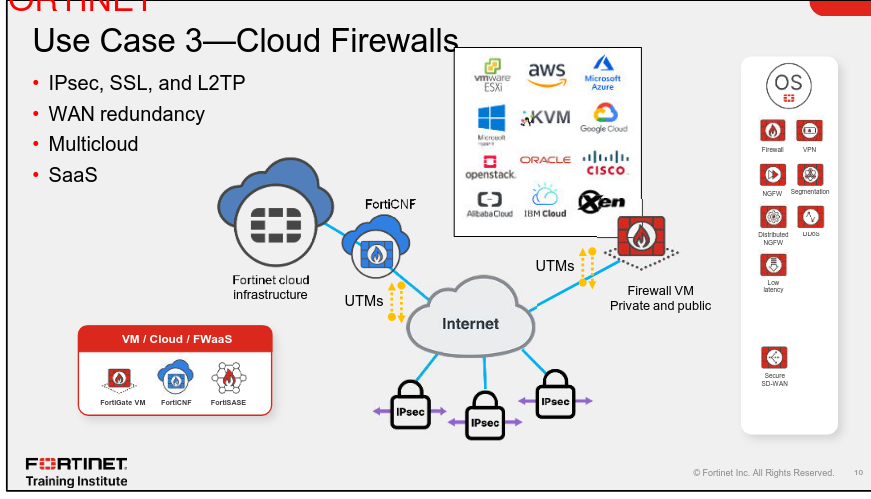 FORTINET
Use Case 3—Cloud Firewalls
• IPsec, SSL, and L2TP
• WAN redundancy
• Multicloud
• SaaS
vmware
ESXi
aws
Microsoft
Azure
Microsoft
KVM
Google Cloud
openstack.
ORACLE
CISCO
Alibaba Cloud
IBM Cloud
Xen
FortiCNF
Fortinet cloud
infrastructure
UTMs
UTMs
Internet
Firewall VM
Private and public
IPsec
IPsec
IPsec
VM / Cloud / FWaaS
FortiGate VM
FortiCNF
FortiSASE
OS
Firewall
VPN
NGFW
Segmentation
Distributed
NGFW
Low
latency
Secure
SD-WAN
FORTINET
Training Institute
© Fortinet Inc. All Rights Reserved.
10